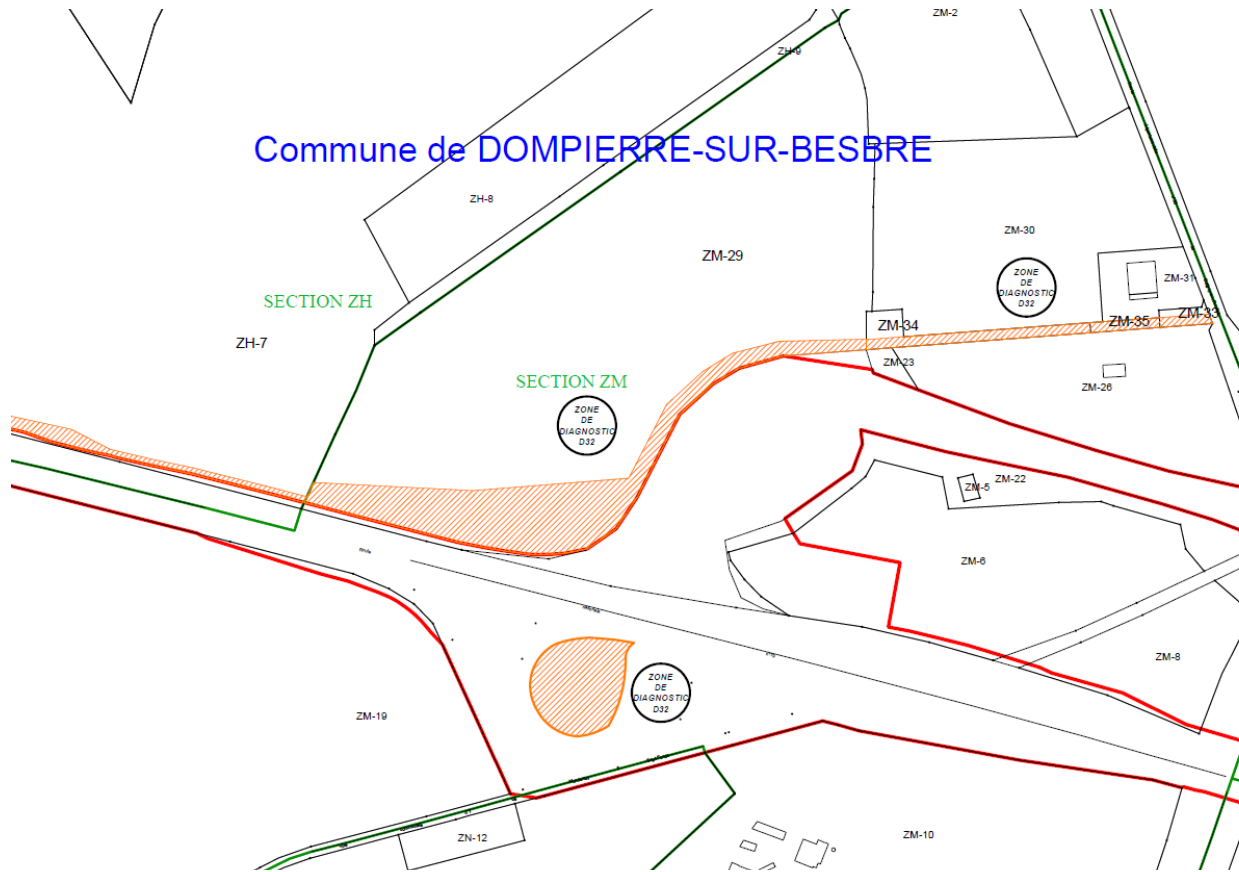 ZM-2
ZH-9
Commune de DOMPIERRE-SUR-BESBRE
ZH-8
ZM-30
ZM-29
ZONE
DE
DIAGNOSTIC
D32
ZM-31
SECTION ZH
ZM-34
ZM-35
ZM-33
ZH-7
ZM-23
SECTION ZM
ZM-26
ZONE
DE
DIAGNOSTIC
D32
ZM-22
ZM-5
ZM-6
ZM-8
ZONE
DE
DIAGNOSTIC
D32
ZM-19
ZN-12
ZM-10